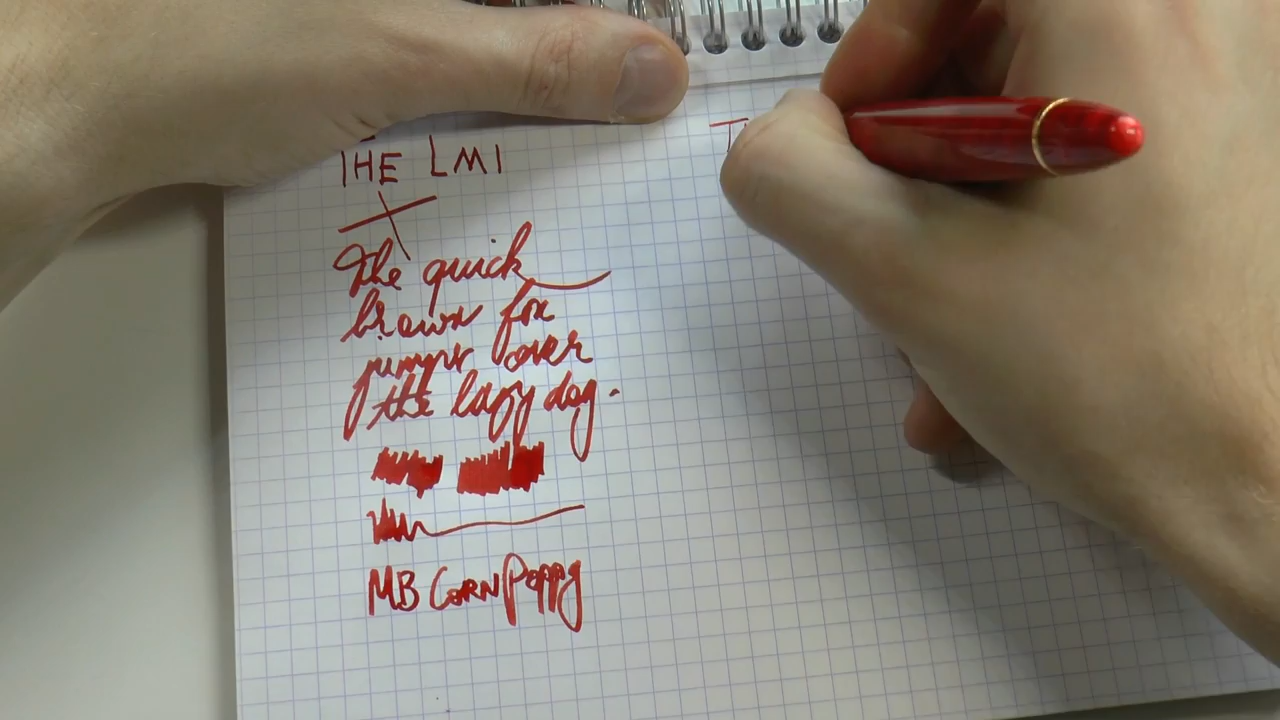 THE LMI
The quick
brown fox
jumps over
the lazy dog.
MB CORN Poppy
T